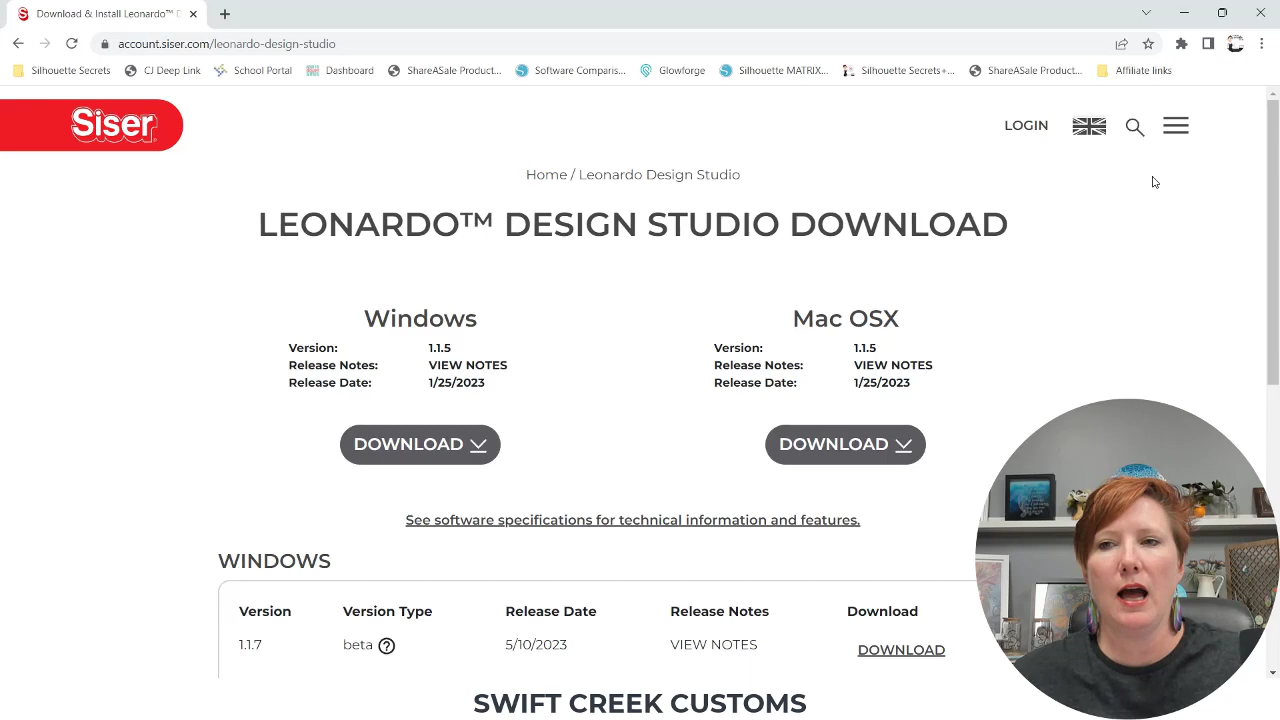 Download & Install Leonardo™ D
account.siser.com/leonardo-design-studio
Silhouette Secrets
CJ Deep Link
School Portal
Dashboard
ShareASale Product...
Software Comparis...
Glowforge
Silhouette MATRIX...
Silhouette Secrets+...
ShareASale Product...
Affiliate links
Siser
LOGIN
Home / Leonardo Design Studio
LEONARDO™ DESIGN STUDIO DOWNLOAD
Windows
Version: 1.1.5
Release Notes: VIEW NOTES
Release Date: 1/25/2023
DOWNLOAD
Mac OSX
Version: 1.1.5
Release Notes: VIEW NOTES
Release Date: 1/25/2023
DOWNLOAD
See software specifications for technical information and features.
WINDOWS
Version Version Type Release Date Release Notes Download
1.1.7 beta ? 5/10/2023 VIEW NOTES DOWNLOAD
SWIFT CREEK CUSTOMS